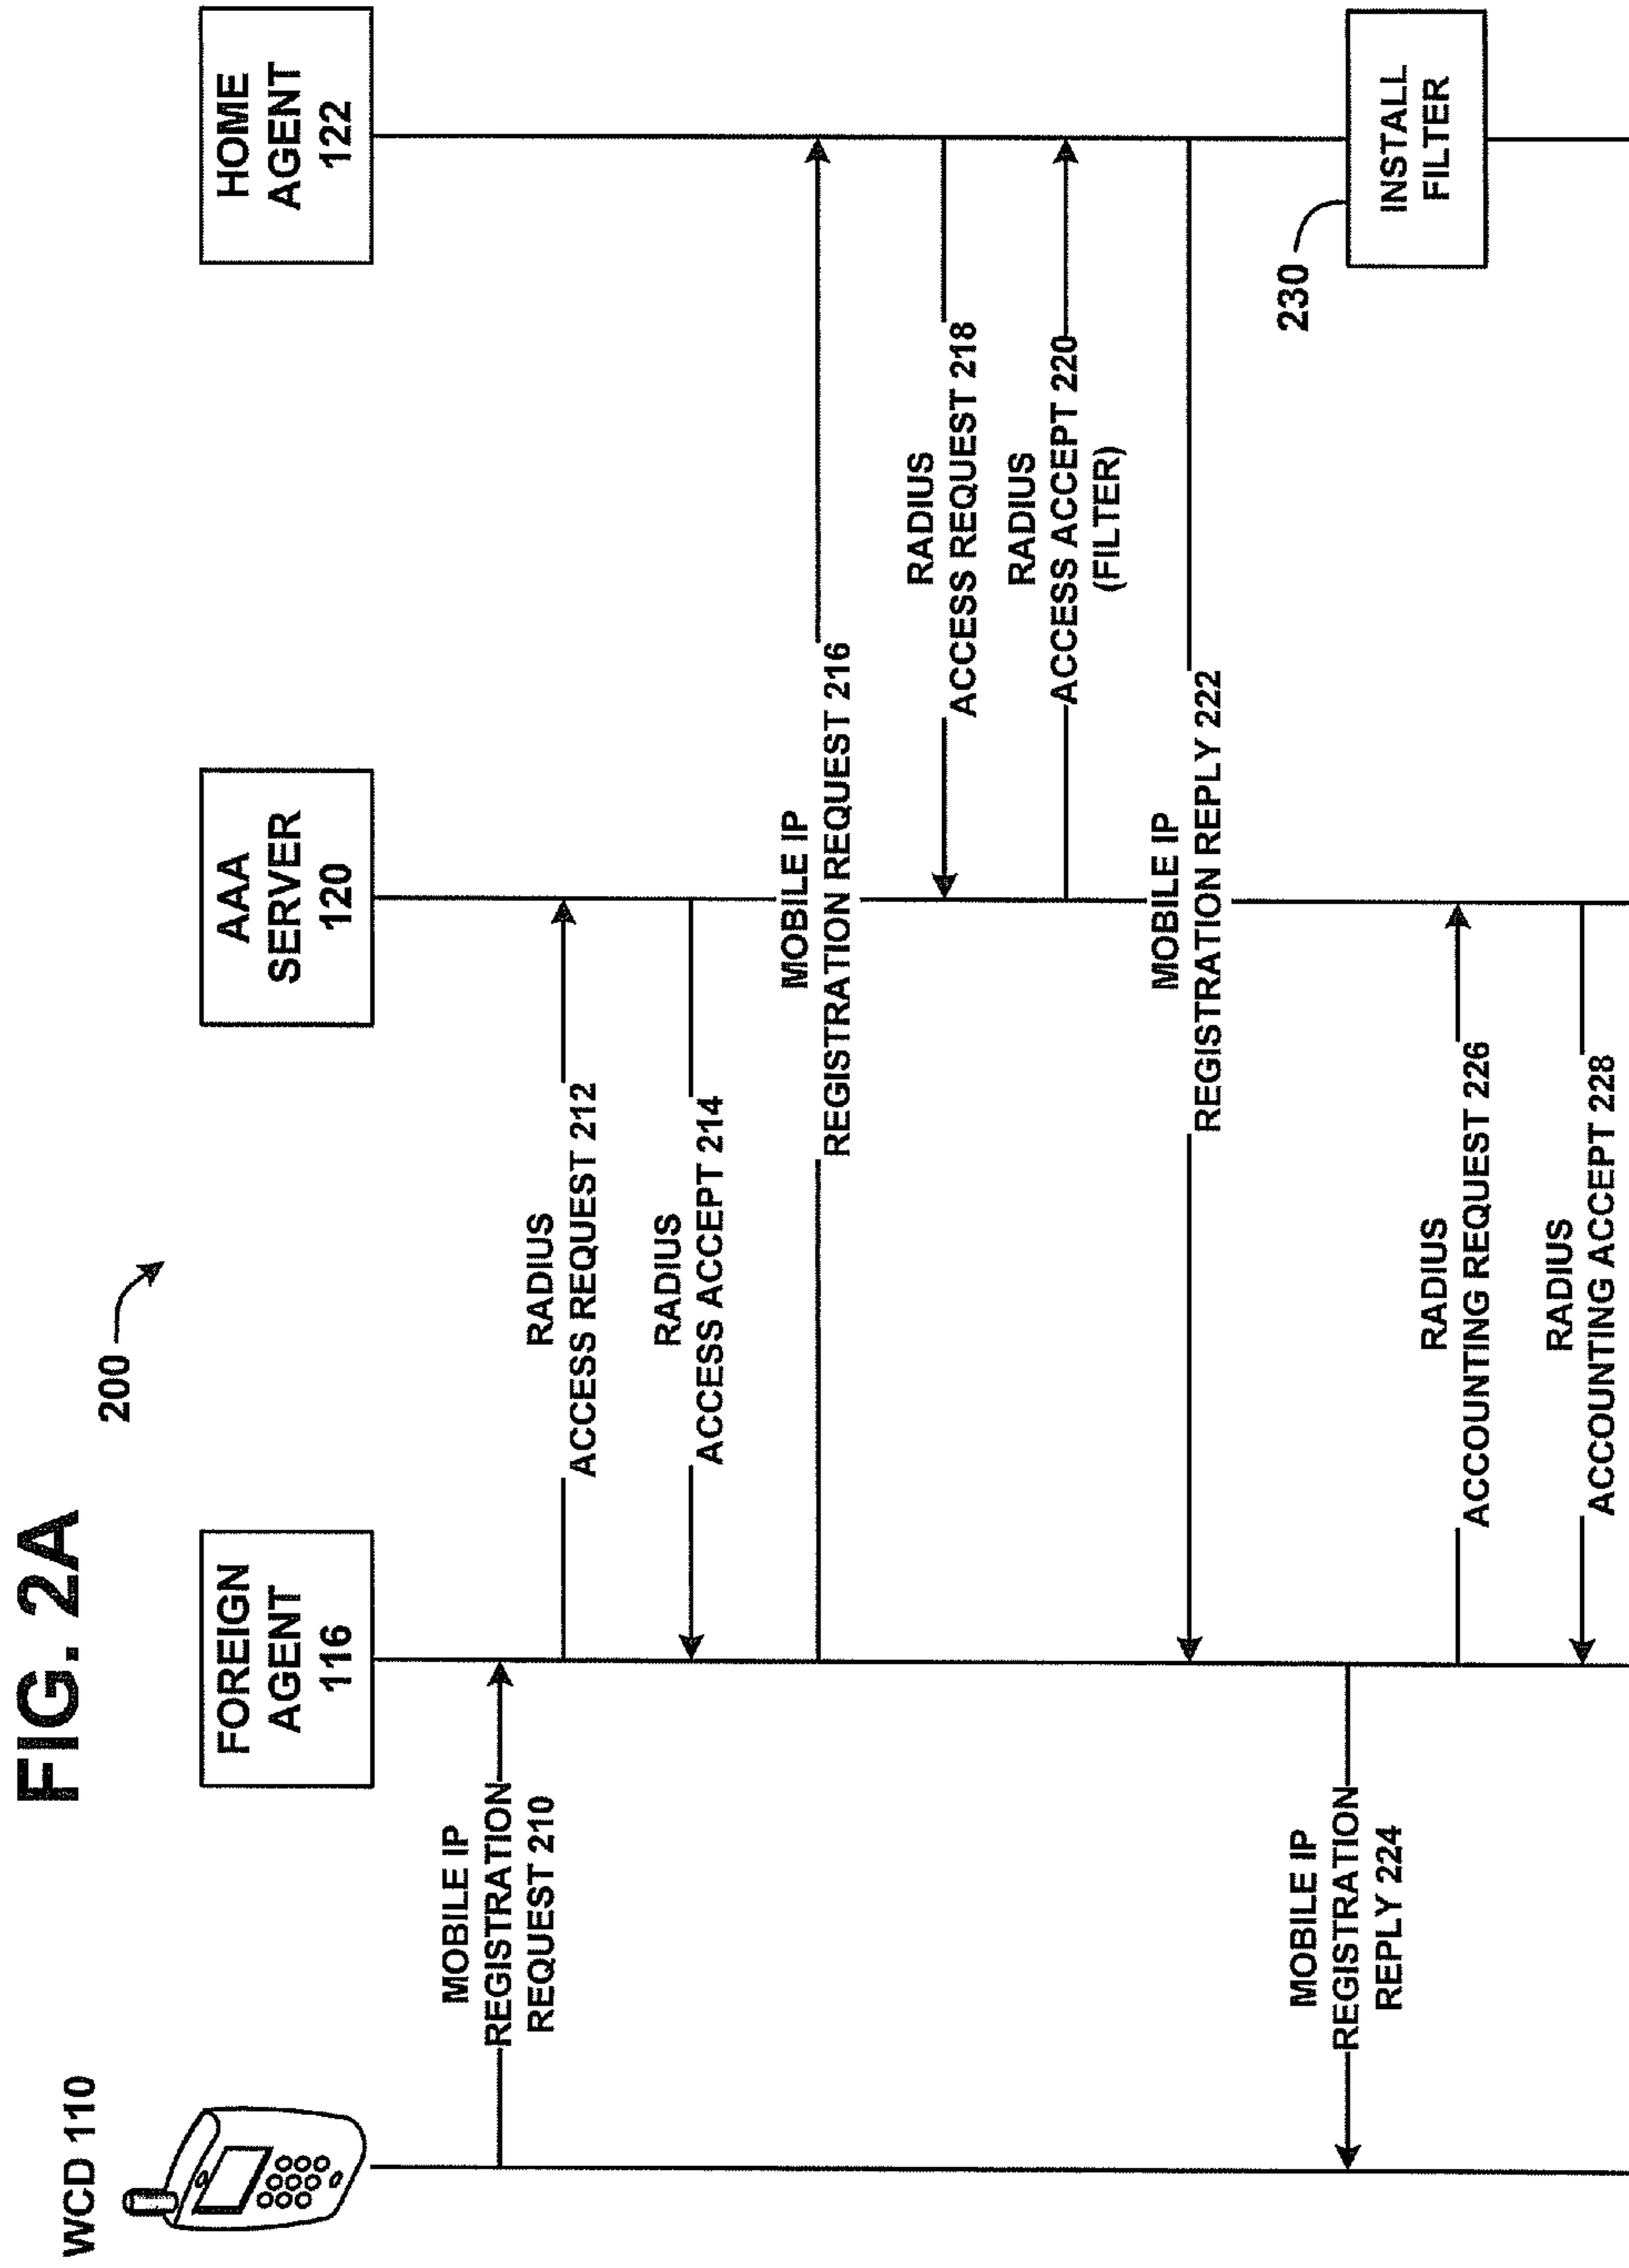 FIG. 2A
200
WCD 110
FOREIGN
AGENT
116
AAA
SERVER
120
HOME
AGENT
122
MOBILE IP
REGISTRATION
REQUEST 210
RADIUS
ACCESS REQUEST 212
RADIUS
ACCESS ACCEPT 214
MOBILE IP
REGISTRATION REQUEST 216
RADIUS
ACCESS REQUEST 218
RADIUS
ACCESS ACCEPT 220
(FILTER)
MOBILE IP
REGISTRATION REPLY 222
MOBILE IP
REGISTRATION
REPLY 224
230
INSTALL
FILTER
RADIUS
ACCOUNTING REQUEST 226
RADIUS
ACCOUNTING ACCEPT 228